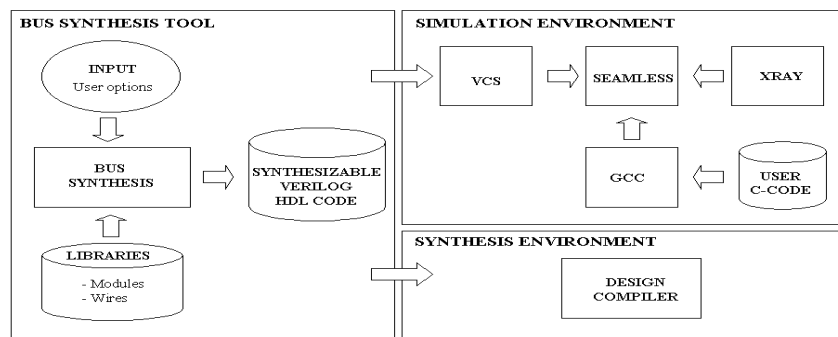 BUS SYNTHESIS TOOL
INPUT
User options
BUS
SYNTHESIS
SYNTHESIZABLE
VERILOG
HDL CODE
LIBRARIES
- Modules
- Wires
SIMULATION ENVIRONMENT
VCS
SEAMLESS
XRAY
GCC
USER
C-CODE
SYNTHESIS ENVIRONMENT
DESIGN
COMPILER